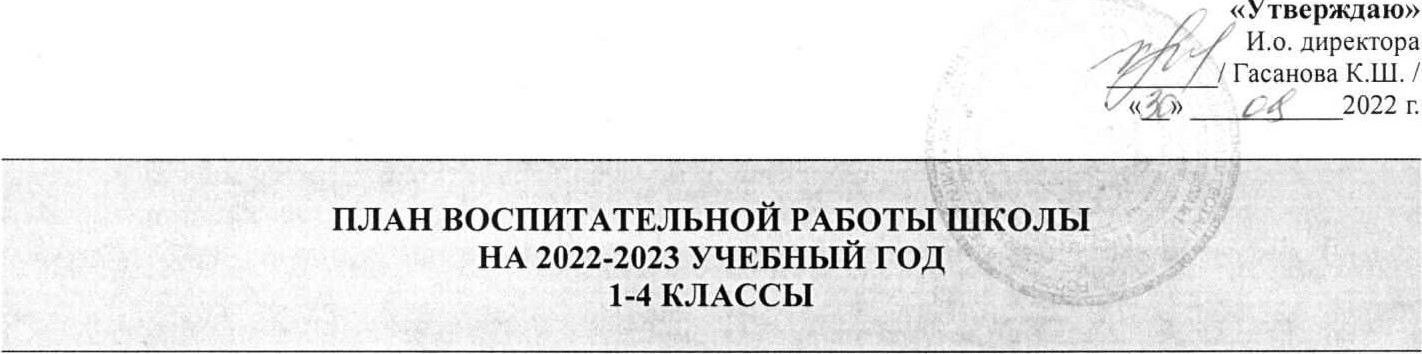 «Утверждаю»
И.о. директора
/ Гасанова К.Ш. /
«30» 08 2022 г.
ПЛАН ВОСПИТАТЕЛЬНОЙ РАБОТЫ ШКОЛЫ
НА 2022-2023 УЧЕБНЫЙ ГОД
1-4 КЛАССЫ